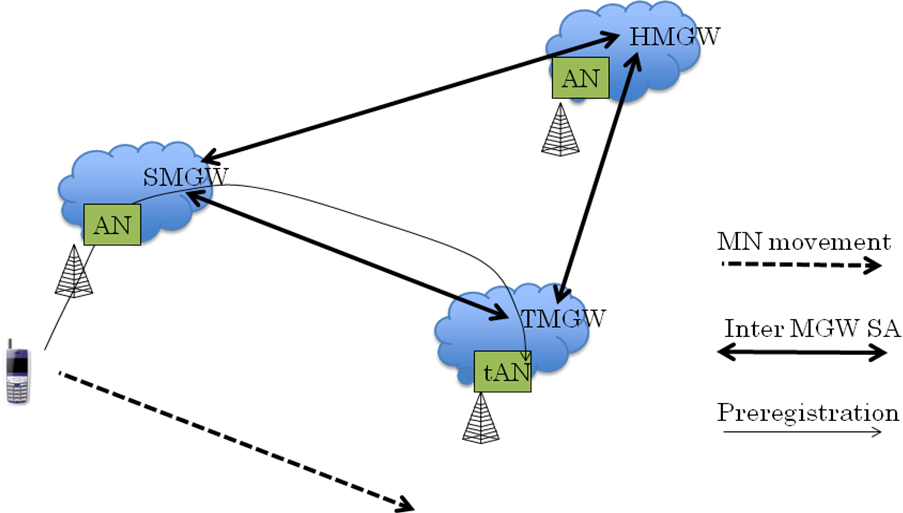 HMGW
AN
SMGW
AN
MN movement
TMGW
Inter MGW SA
tAN
Preregistration